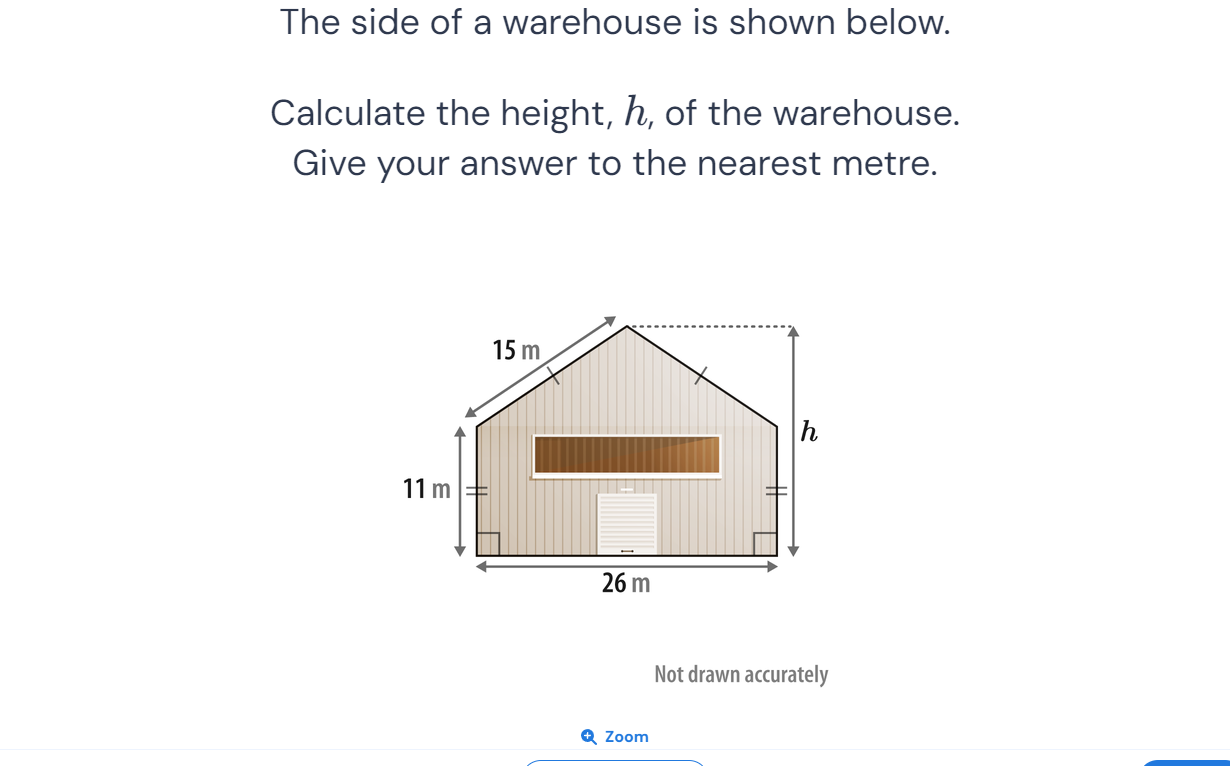 The side of a warehouse is shown below.
Calculate the height, h, of the warehouse.
Give your answer to the nearest metre.
15 m
h
11 m
26 m
Not drawn accurately
Zoom